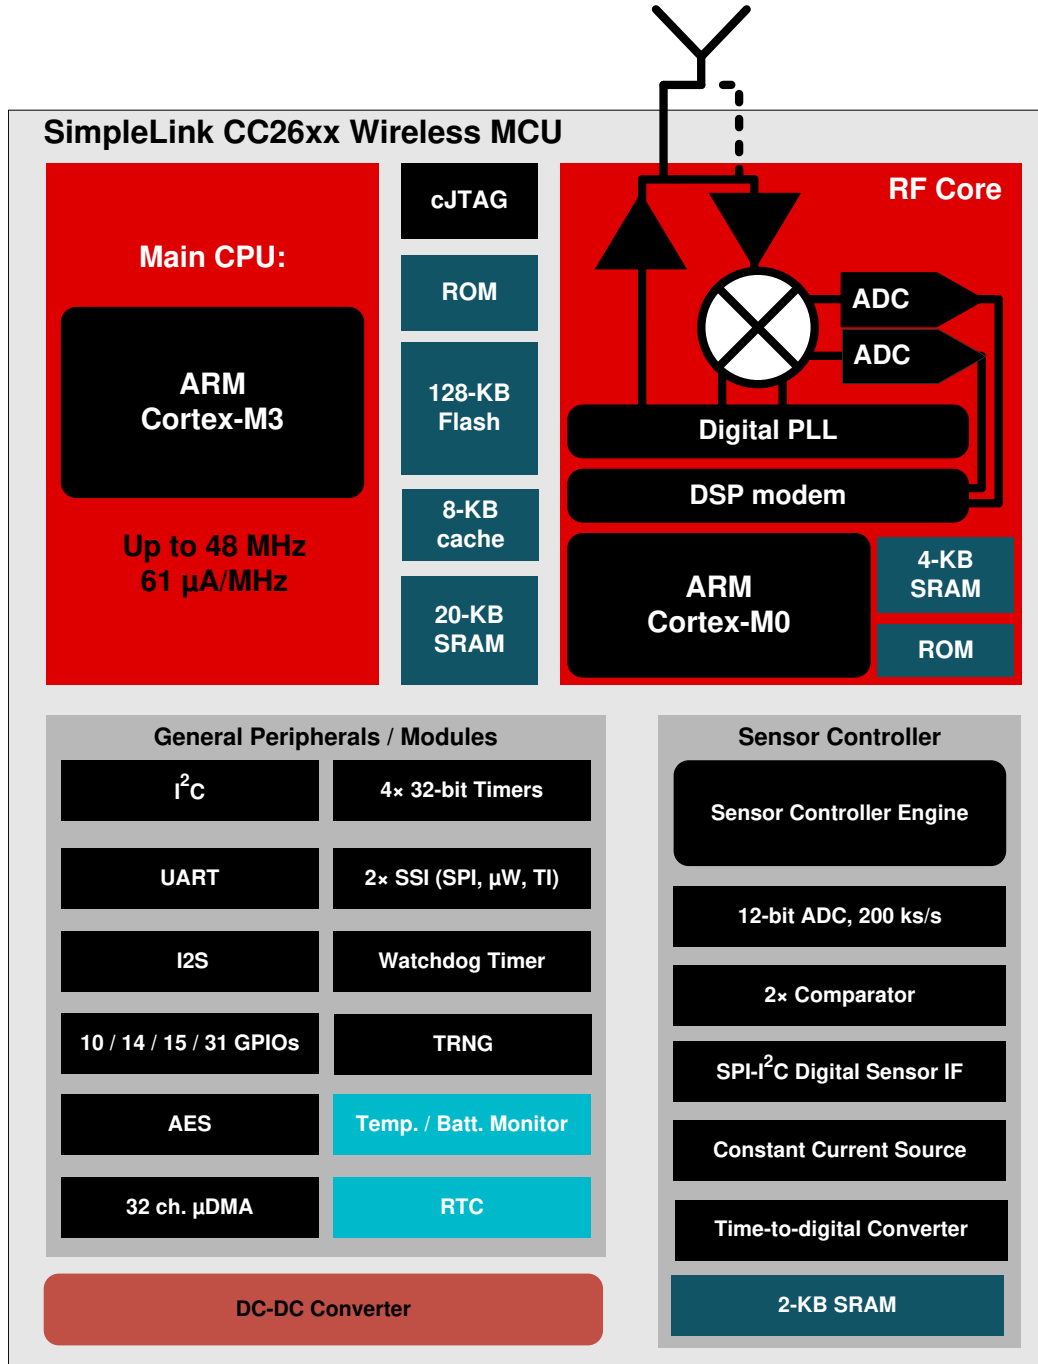 SimpleLink CC26xx Wireless MCU
Main CPU:
ARM
Cortex-M3
Up to 48 MHz
61 µA/MHz
cJTAG
ROM
128-KB
Flash
8-KB
cache
20-KB
SRAM
RF Core
ADC
ADC
Digital PLL
DSP modem
ARM
Cortex-M0
4-KB
SRAM
ROM
General Peripherals / Modules
I²C
4× 32-bit Timers
UART
2× SSI (SPI, µW, TI)
I2S
Watchdog Timer
10 / 14 / 15 / 31 GPIOs
TRNG
AES
Temp. / Batt. Monitor
32 ch. µDMA
RTC
DC-DC Converter
Sensor Controller
Sensor Controller Engine
12-bit ADC, 200 ks/s
2× Comparator
SPI-I²C Digital Sensor IF
Constant Current Source
Time-to-digital Converter
2-KB SRAM